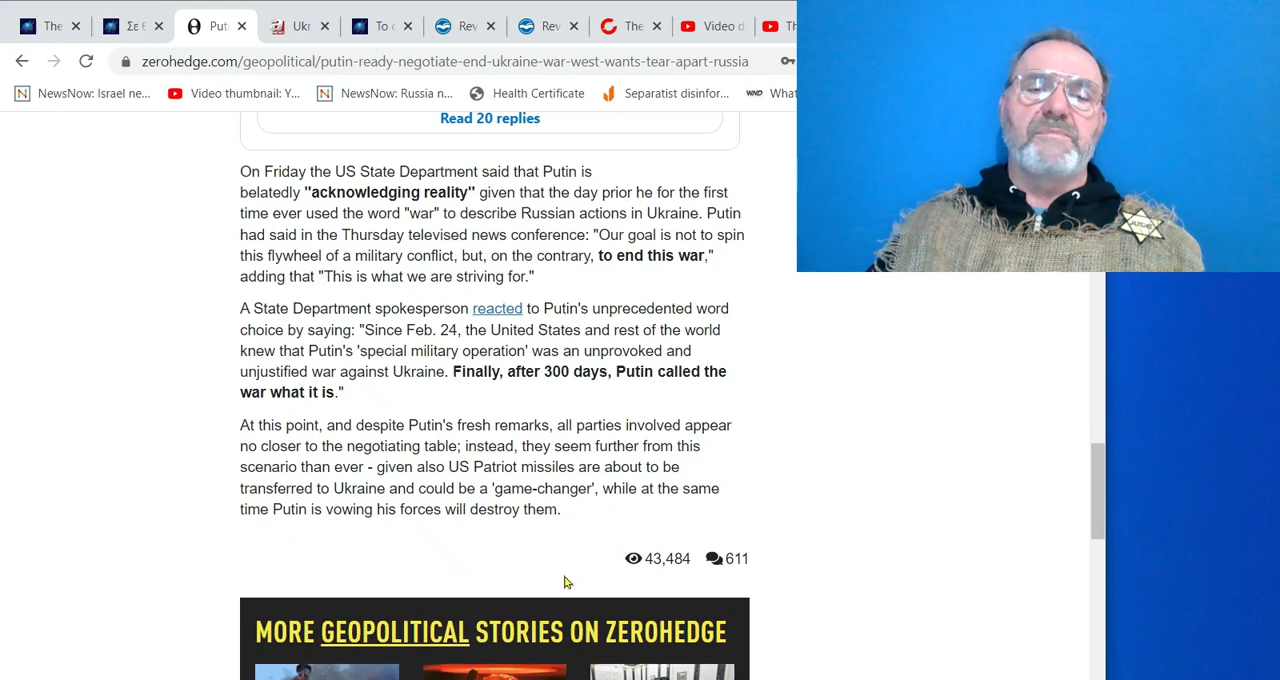 The
Σε 6
Puti
Ukr
To c
Rev
Rev
The
Video d
Th
zerohedge.com/geopolitical/putin-ready-negotiate-end-ukraine-war-west-wants-tear-apart-russia
NewsNow: Israel ne...
Video thumbnail: Y...
NewsNow: Russia n...
Health Certificate
Separatist disinfor...
WND
What
Read 20 replies
On Friday the US State Department said that Putin is
belatedly "acknowledging reality" given that the day prior he for the first
time ever used the word "war" to describe Russian actions in Ukraine. Putin
had said in the Thursday televised news conference: "Our goal is not to spin
this flywheel of a military conflict, but, on the contrary, to end this war,"
adding that "This is what we are striving for."
A State Department spokesperson reacted to Putin's unprecedented word
choice by saying: "Since Feb. 24, the United States and rest of the world
knew that Putin's 'special military operation' was an unprovoked and
unjustified war against Ukraine. Finally, after 300 days, Putin called the
war what it is."
At this point, and despite Putin's fresh remarks, all parties involved appear
no closer to the negotiating table; instead, they seem further from this
scenario than ever - given also US Patriot missiles are about to be
transferred to Ukraine and could be a 'game-changer', while at the same
time Putin is vowing his forces will destroy them.
43,484 611
MORE GEOPOLITICAL STORIES ON ZEROHEDGE